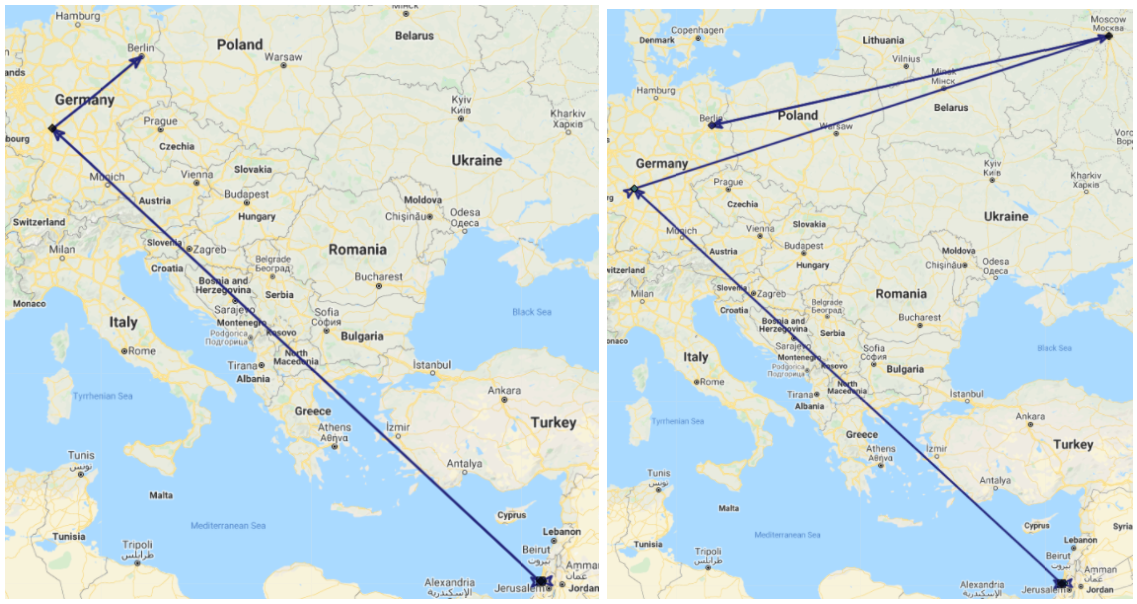 Hamburg
Berlin
Poland
Warsaw
Belarus
Germany
Prague
Czechia
Kyiv
Київ
Kharkiv
Харків
Ukraine
Munich
Vienna
Slovakia
Austria
Budapest
Hungary
Moldova
Chișinău
Odesa
Одеса
Switzerland
Milan
Slovenia
Zagreb
Croatia
Belgrade
Београд
Romania
Bucharest
Monaco
Italy
Bosnia and
Herzegovina
Sarajevo
Serbia
Montenegro
Podgorica
Подгорица
Kosovo
Sofia
София
Bulgaria
Black Sea
Rome
North
Macedonia
Tirana
Albania
İstanbul
Ankara
Tyrrhenian Sea
Greece
Athens
Αθήνα
İzmir
Turkey
Antalya
Tunis
تونس
Malta
Mediterranean Sea
Cyprus
Tunisia
Tripoli
طرابلس
Lebanon
Beirut
بيروت
Alexandria
الإسكندرية
Jerusalem
Amman
عمان
Jordan
Copenhagen
Denmark
Moscow
Москва
Lithuania
Vilnius
Minsk
Мінск
Belarus
Hamburg
Berlin
Poland
Warsaw
Germany
Prague
Czechia
Kyiv
Київ
Kharkiv
Харків
Ukraine
Munich
Vienna
Slovakia
Austria
Budapest
Hungary
Moldova
Chișinău
Odesa
Одеса
Milan
Slovenia
Zagreb
Croatia
Belgrade
Београд
Romania
Bucharest
Italy
Bosnia and
Herzegovina
Sarajevo
Serbia
Montenegro
Podgorica
Подгорица
Kosovo
Sofia
София
Bulgaria
Black Sea
Rome
North
Macedonia
Tirana
Albania
İstanbul
Ankara
Tyrrhenian Sea
Greece
Athens
Αθήνα
İzmir
Turkey
Antalya
Tunis
تونس
Malta
Mediterranean Sea
Cyprus
Syria
Tunisia
Tripoli
طرابلس
Lebanon
Beirut
بيروت
Alexandria
الإسكندرية
Jerusalem
Amman
عمان
Jordan